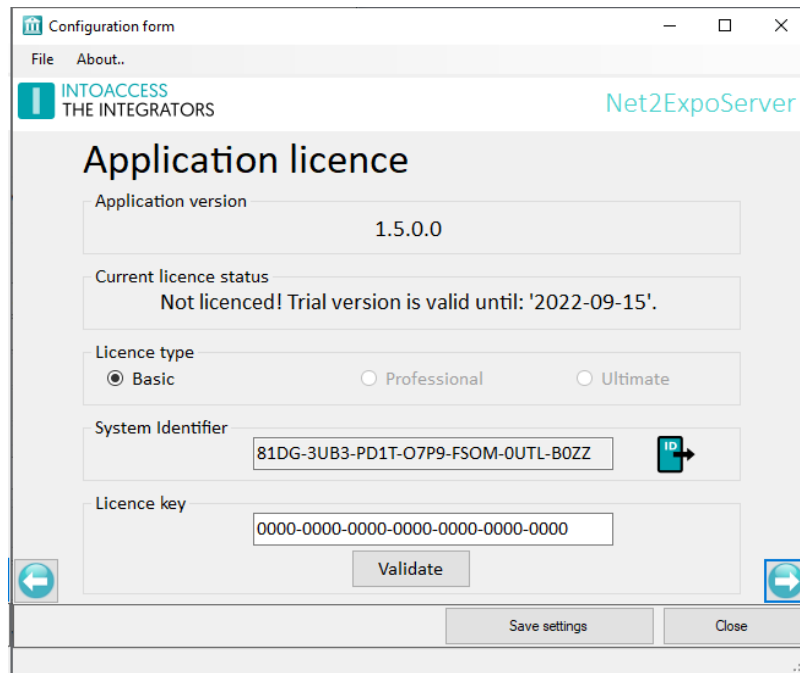 Configuration form
File About..
INTOACCESS
THE INTEGRATORS
Net2ExpoServer
Application licence
Application version
1.5.0.0
Current licence status
Not licenced! Trial version is valid until: '2022-09-15'.
Licence type
Basic Professional Ultimate
System Identifier
81DG-3UB3-PD1T-O7P9-FSOM-0UTL-B0ZZ
ID
Licence key
0000-0000-0000-0000-0000-0000-0000
Validate
Save settings Close